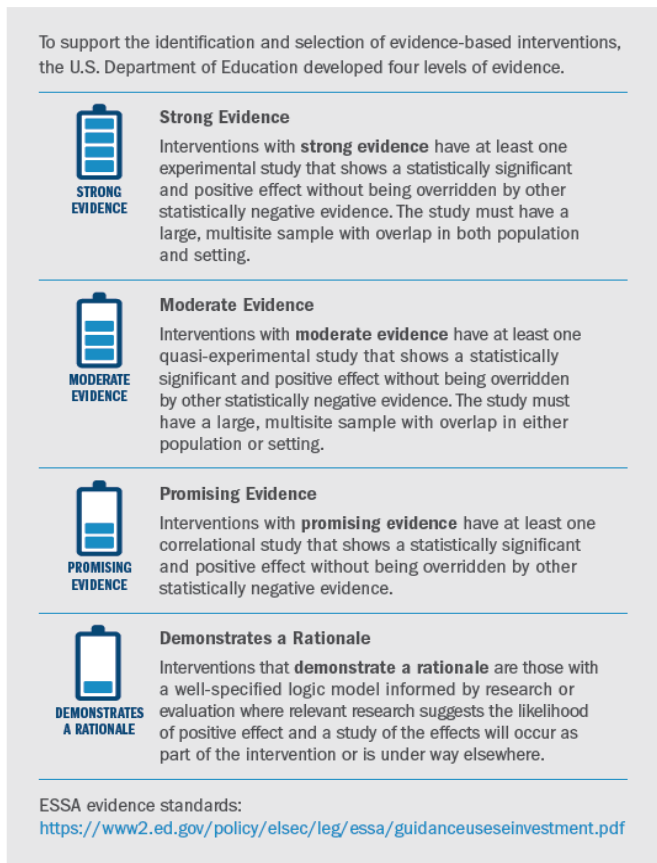 To support the identification and selection of evidence-based interventions,
the U.S. Department of Education developed four levels of evidence.
STRONG
EVIDENCE
Strong Evidence
Interventions with strong evidence have at least one
experimental study that shows a statistically significant
and positive effect without being overridden by other
statistically negative evidence. The study must have a
large, multisite sample with overlap in both population
and setting.
MODERATE
EVIDENCE
Moderate Evidence
Interventions with moderate evidence have at least one
quasi-experimental study that shows a statistically
significant and positive effect without being overridden
by other statistically negative evidence. The study must
have a large, multisite sample with overlap in either
population or setting.
PROMISING
EVIDENCE
Promising Evidence
Interventions with promising evidence have at least one
correlational study that shows a statistically significant
and positive effect without being overridden by other
statistically negative evidence.
DEMONSTRATES
A RATIONALE
Demonstrates a Rationale
Interventions that demonstrate a rationale are those with
a well-specified logic model informed by research or
evaluation where relevant research suggests the likelihood
of positive effect and a study of the effects will occur as
part of the intervention or is under way elsewhere.
ESSA evidence standards:
https://www2.ed.gov/policy/elsec/leg/essa/guidanceuseseinvestment.pdf